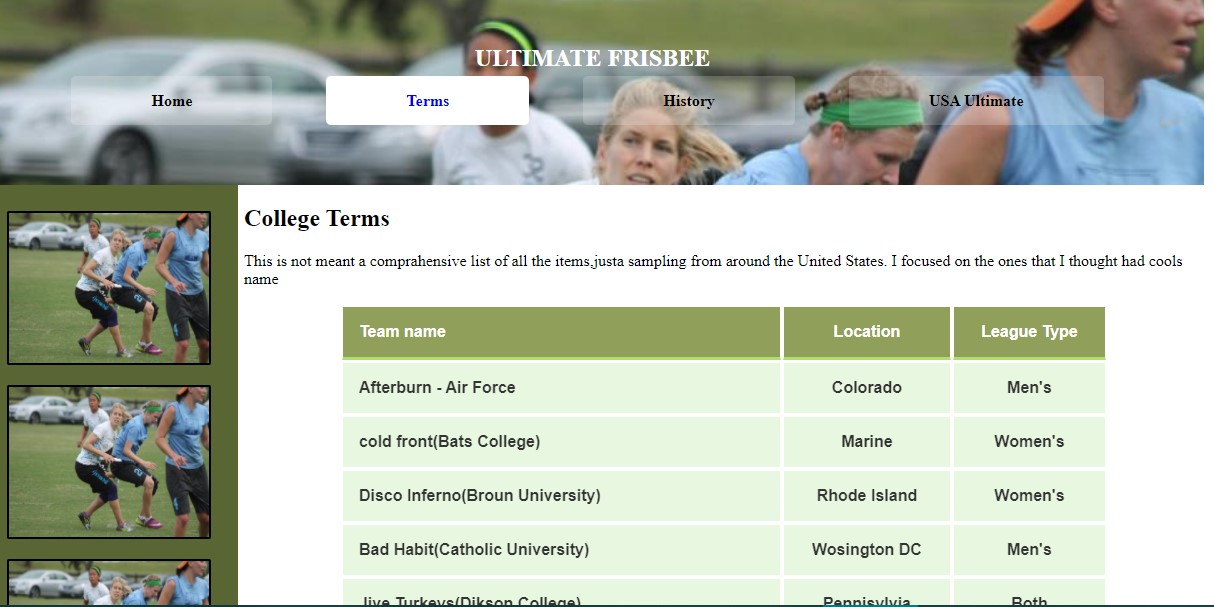 ULTIMATE FRISBEE
Home Terms History USA Ultimate
College Terms
This is not meant a comprahensive list of all the items,justa sampling from around the United States. I focused on the ones that I thought had cools
name
Team name Location League Type
Afterburn - Air Force Colorado Men's
cold front(Bats College) Marine Women's
Disco Inferno(Broun University) Rhode Island Women's
Bad Habit(Catholic University) Wosington DC Men's
Jive Turkeys(Dikson College) Pennisylvia Both